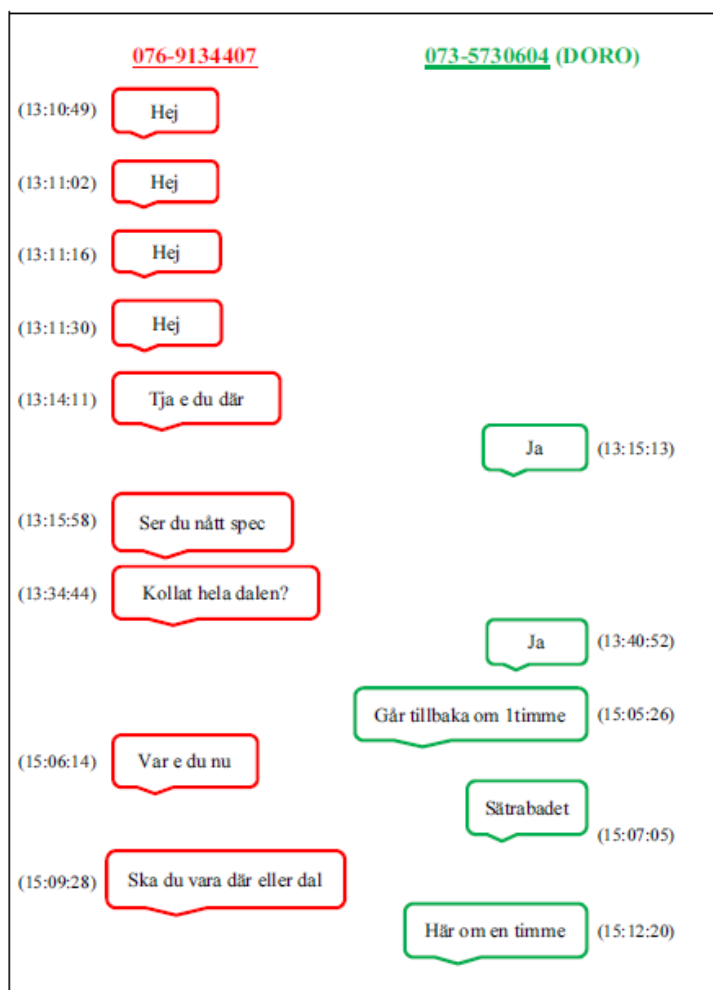 076-9134407
073-5730604 (DORO)
(13:10:49) Hej
(13:11:02) Hej
(13:11:16) Hej
(13:11:30) Hej
(13:14:11) Tja e du där
Ja (13:15:13)
(13:15:58) Ser du nått spec
(13:34:44) Kollat hela dalen?
Ja (13:40:52)
Går tillbaka om 1timme (15:05:26)
(15:06:14) Var e du nu
Sätrabadet
(15:07:05)
(15:09:28) Ska du vara där eller dal
Här om en timme (15:12:20)